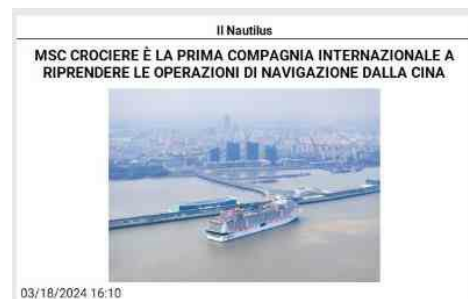 Il Nautilus
MSC CROCIERE È LA PRIMA COMPAGNIA INTERNAZIONALE A
RIPRENDERE LE OPERAZIONI DI NAVIGAZIONE DALLA CINA
03/18/2024 16:10